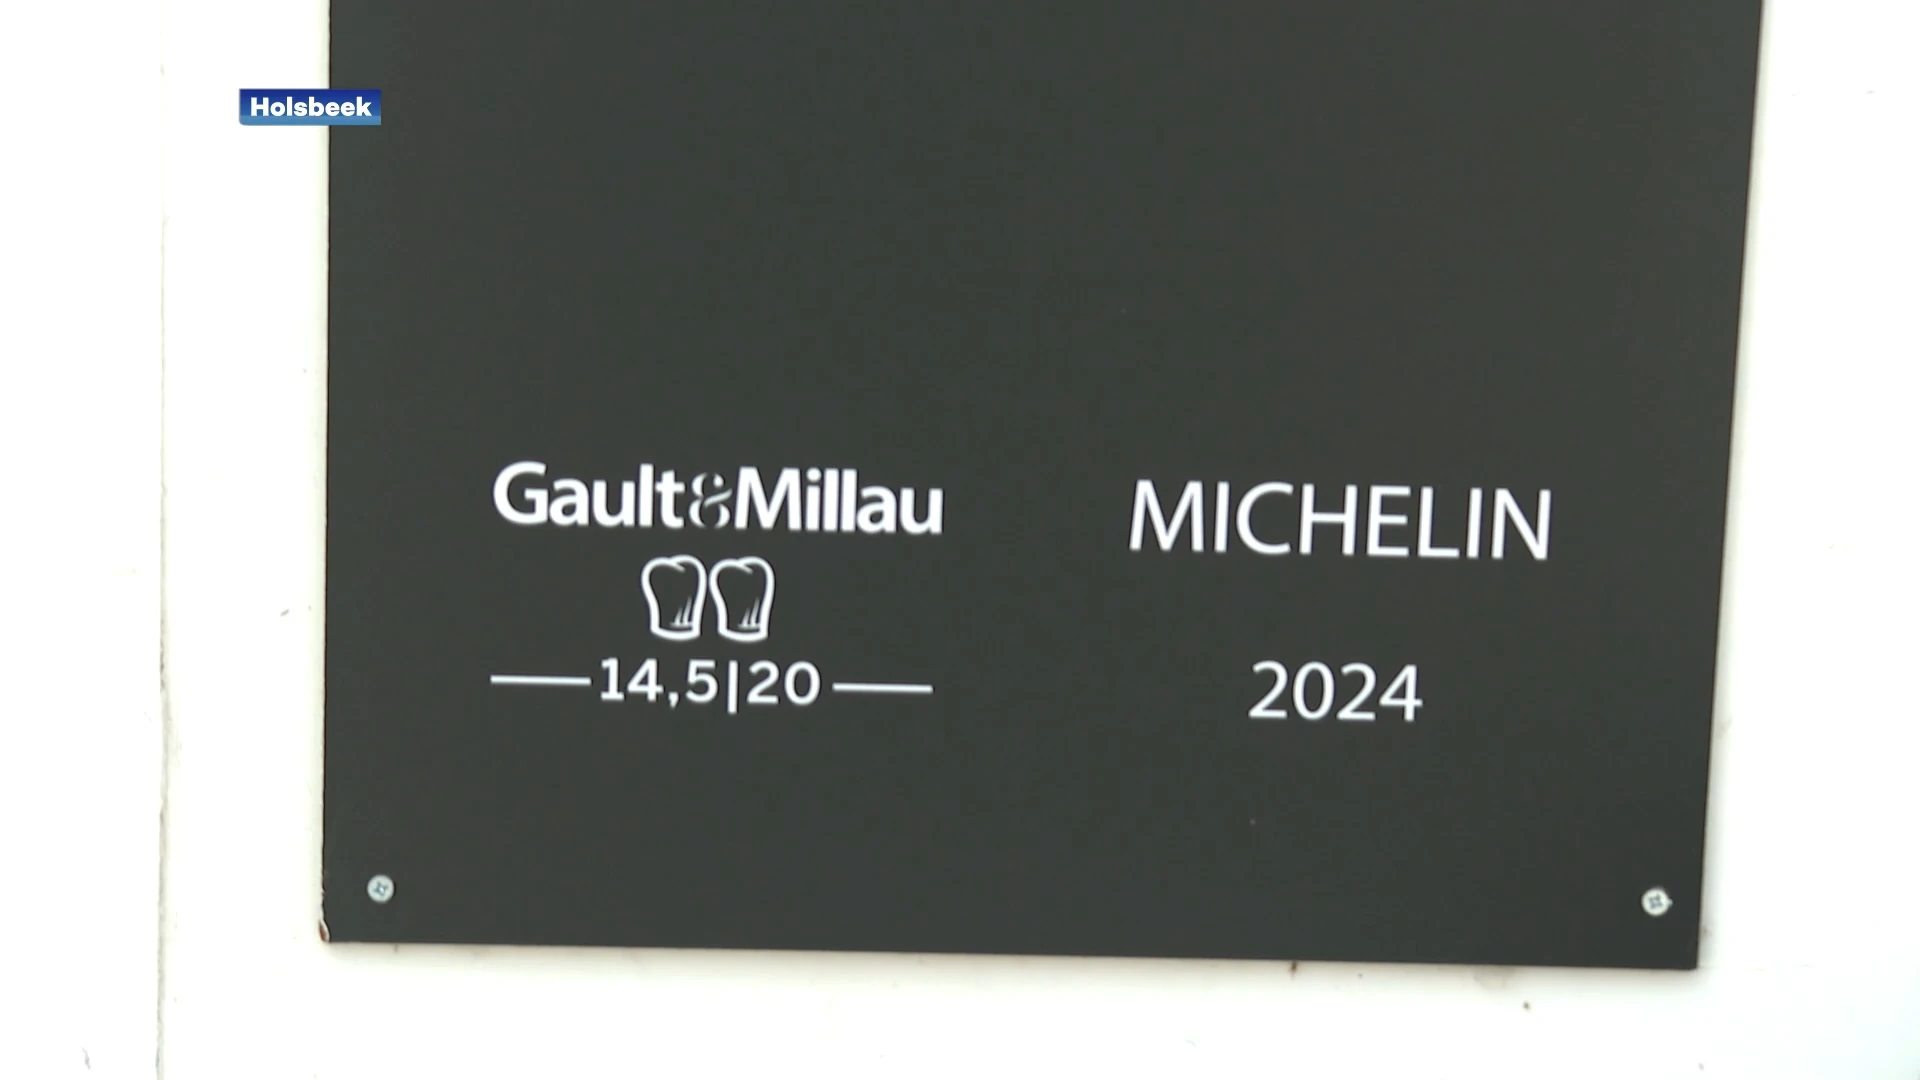 Holsbeek
Gault&Millau
14,5|20
MICHELIN
2024